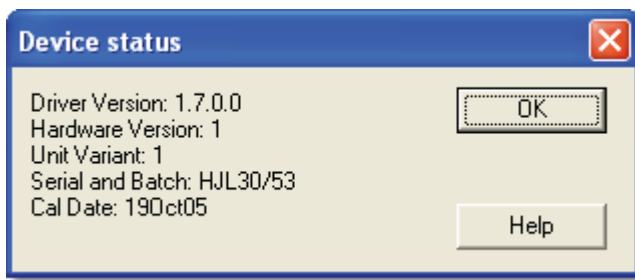 Device status
Driver Version: 1.7.0.0
Hardware Version: 1
Unit Variant: 1
Serial and Batch: HJL30/53
Cal Date: 19Oct05
OK
Help